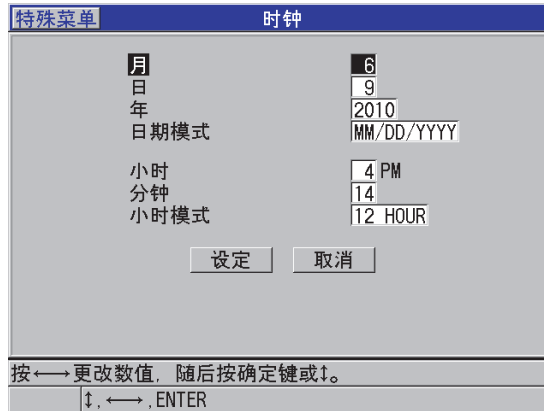 特殊菜单 时钟
月 6
日 9
年 2010
日期模式 MM/DD/YYYY
小时 4 PM
分钟 14
小时模式 12 HOUR
设定 取消
按←→更改数值, 随后按确定键或↕。
↕, ←→, ENTER